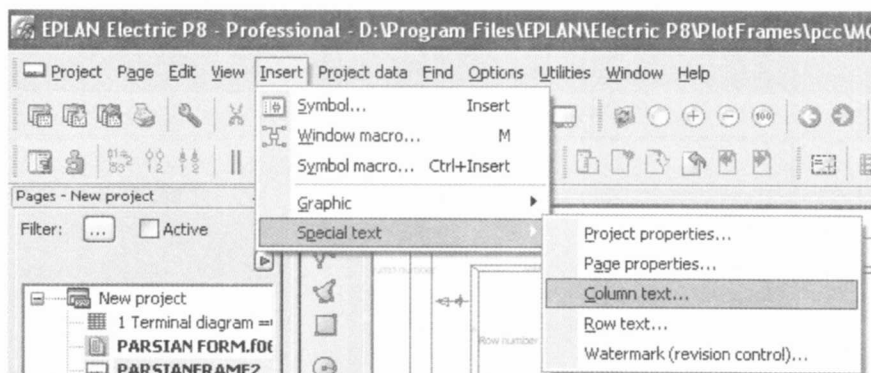 EPLAN Electric P8 - Professional - D:\Program Files\EPLAN\Electric P8\PlotFrames\pcc\MC
Project Page Edit View Insert Project data Find Options Utilities Window Help
Symbol... Insert
Window macro... M
Symbol macro... Ctrl+Insert
Graphic
Special text
Project properties...
Page properties...
Column text...
Row text...
Watermark (revision control)...
100
Pages - New project
Filter: ... Active
New project
1 Terminal diagram ==
PARSIAN FORM.f06
PARSIANFRAME2
Row number